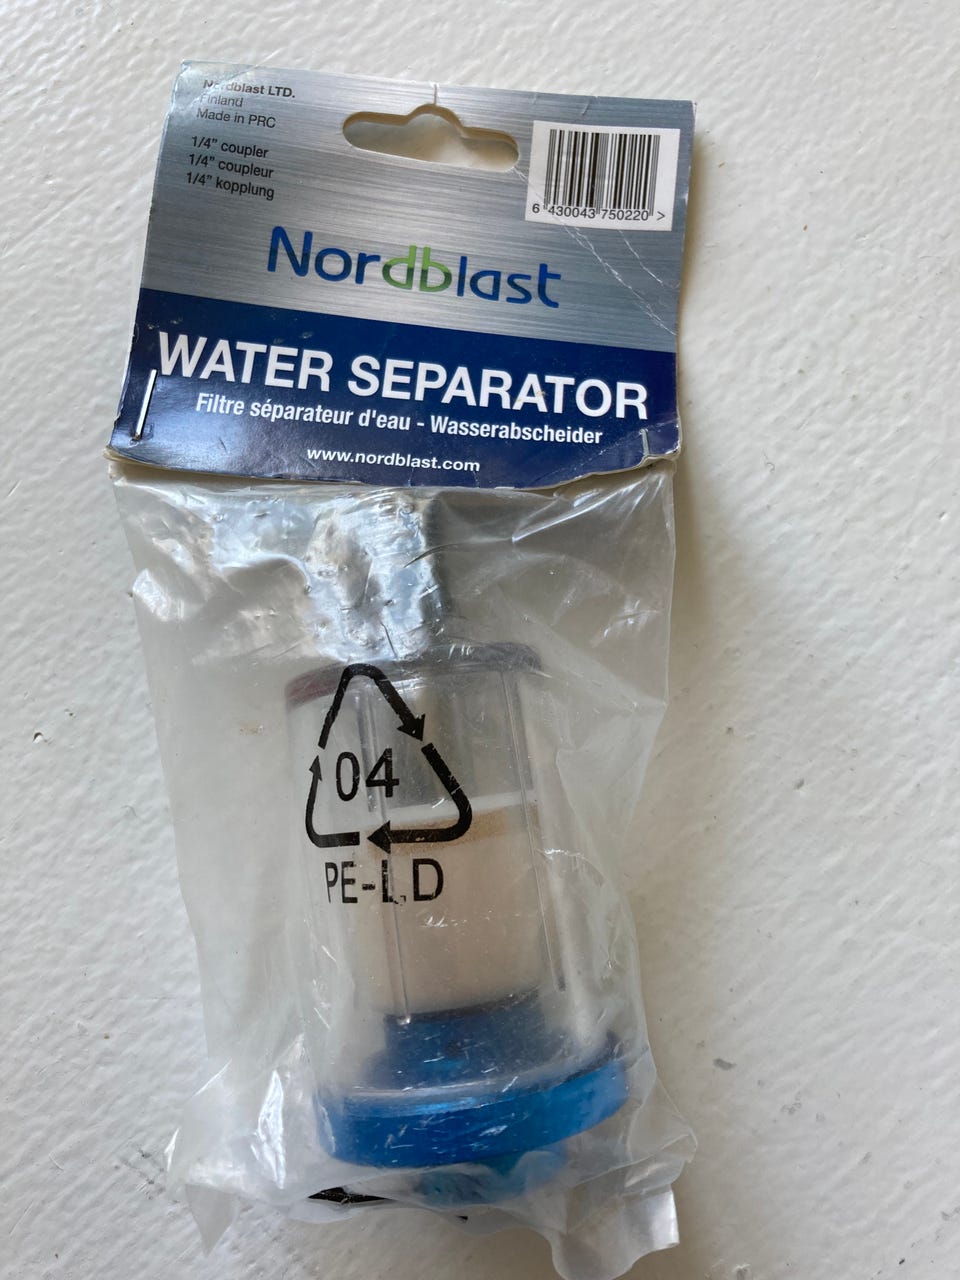 Nordblast LTD.
Finland
Made in PRC
1/4” coupler
1/4” coupleur
1/4” kopplung
6 430043 750220 >
Nordblast
WATER SEPARATOR
Filtre séparateur d'eau - Wasserabscheider
www.nordblast.com
04
PE-LD